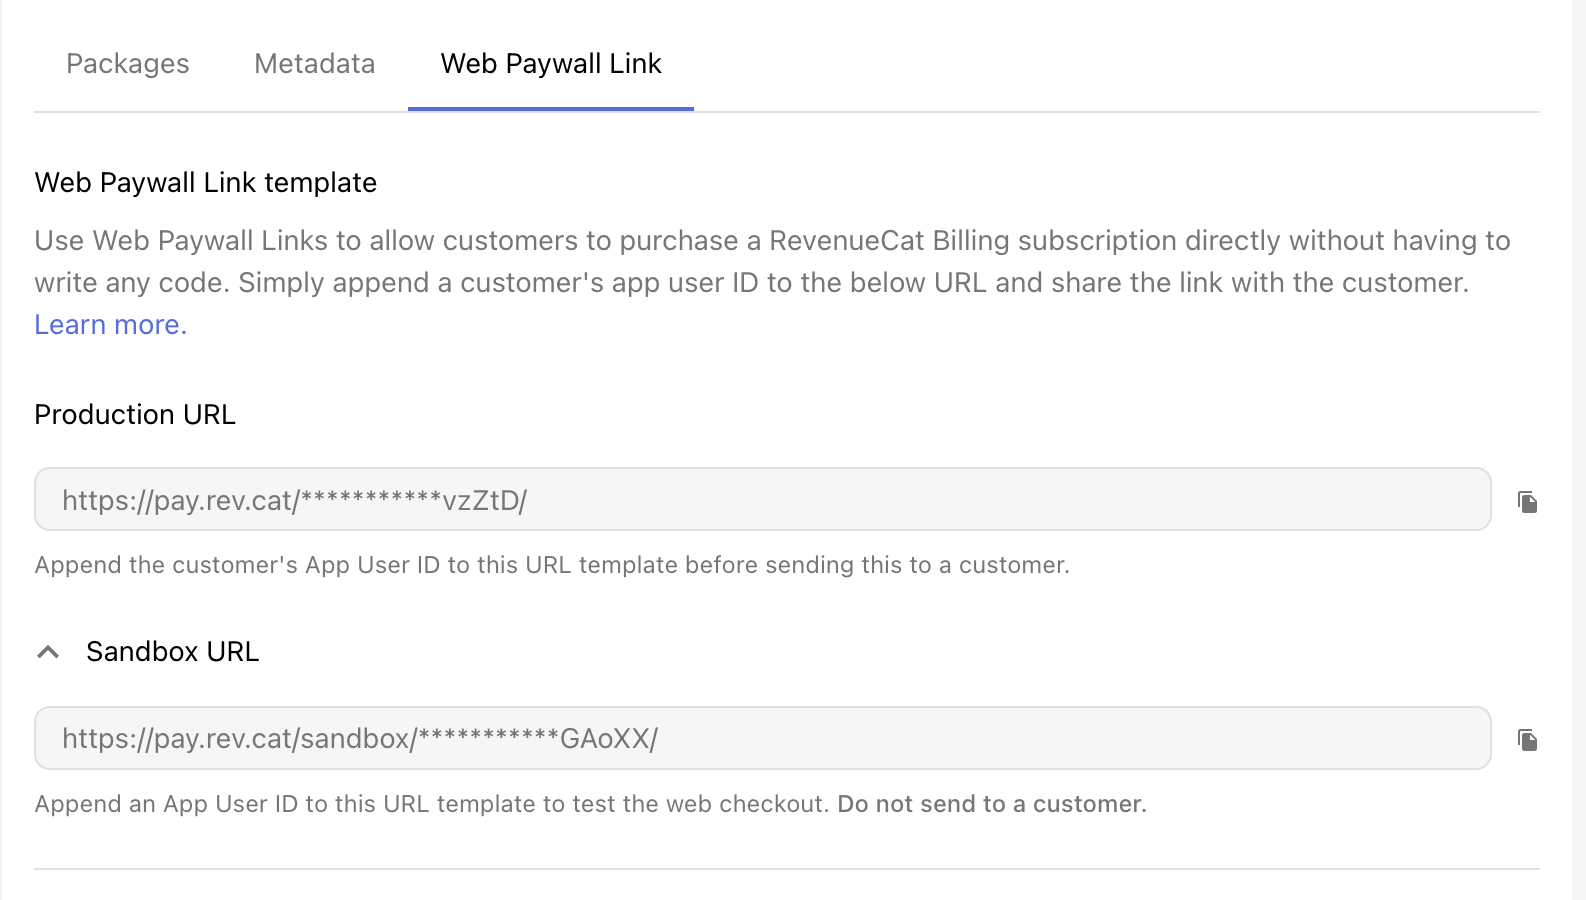 Packages Metadata Web Paywall Link
Web Paywall Link template
Use Web Paywall Links to allow customers to purchase a RevenueCat Billing subscription directly without having to
write any code. Simply append a customer's app user ID to the below URL and share the link with the customer.
Learn more.
Production URL
https://pay.rev.cat/***********vzZtD/
Append the customer's App User ID to this URL template before sending this to a customer.
Sandbox URL
https://pay.rev.cat/sandbox/***********GAoXX/
Append an App User ID to this URL template to test the web checkout. Do not send to a customer.